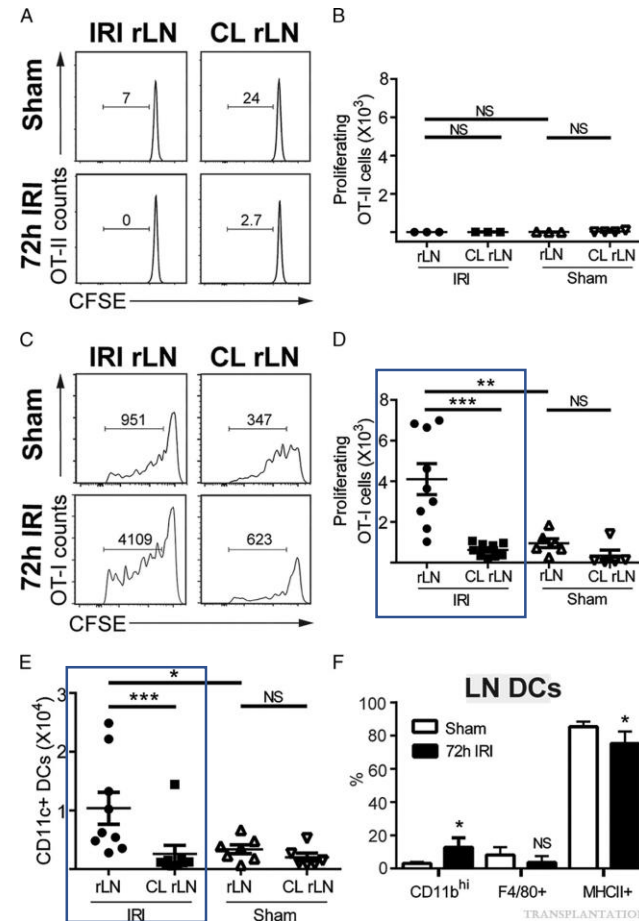 A
IRI rLN
CL rLN
Sham
7
24
72h IRI
OT-II counts
0
2.7
CFSE
B
Proliferating
OT-II cells (X10³)
8
6
4
2
0
NS
NS
NS
rLN
CL rLN
rLN
CL rLN
IRI
Sham
C
IRI rLN
CL rLN
Sham
951
347
72h IRI
OT-I counts
4109
623
CFSE
D
Proliferating
OT-I cells (X10³)
8
6
4
2
**
***
NS
rLN
CL rLN
rLN
CL rLN
IRI
Sham
E
CD11c+ DCs (X10⁴)
3
2
1
*
***
NS
rLN
CL rLN
rLN
CL rLN
IRI
Sham
F
LN DCs
%
100
80
60
40
20
0
Sham
72h IRI
*
NS
*
CD11bhi
F4/80+
MHCII+
TRANSPLANTATION